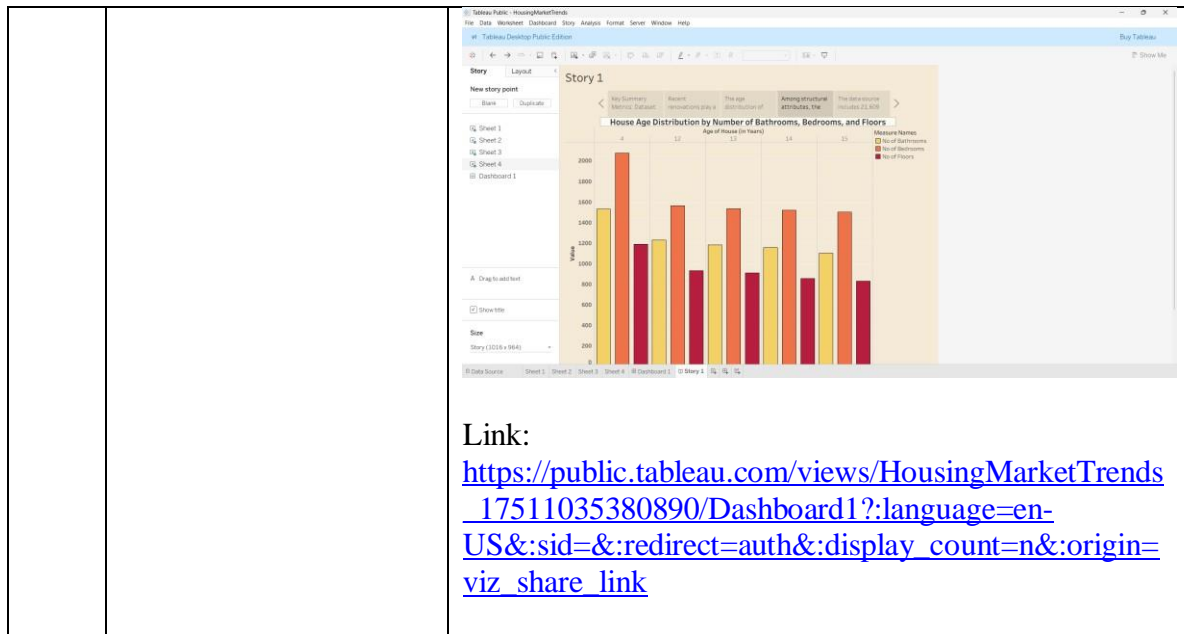 Tableau Public - HousingMarketTrends
File Data Worksheet Dashboard Story Analysis Format Server Window Help
Tableau Desktop Public Edition
Buy Tableau
Show Me
Story Layout
New story point
Blank Duplicate
Sheet 1
Sheet 2
Sheet 3
Sheet 4
Dashboard 1
A Drag to add text
Show title
Size
Story (1016 x 964)
Story 1
Key Summary Metrics: Dataset
Recent renovations play a
The age distribution of
Among structural attributes, the
The data source includes 21,609
House Age Distribution by Number of Bathrooms, Bedrooms, and Floors
Age of House (in Years)
4 12 13 14 15
Measure Names
No of Bathrooms
No of Bedrooms
No of Floors
Value
2000
1800
1600
1400
1200
1000
800
600
400
200
0
Data Source Sheet 1 Sheet 2 Sheet 3 Sheet 4 Dashboard 1 Story 1
Link:
https://public.tableau.com/views/HousingMarketTrends
_17511035380890/Dashboard1?:language=en-
US&:sid=&:redirect=auth&:display_count=n&:origin=
viz_share_link